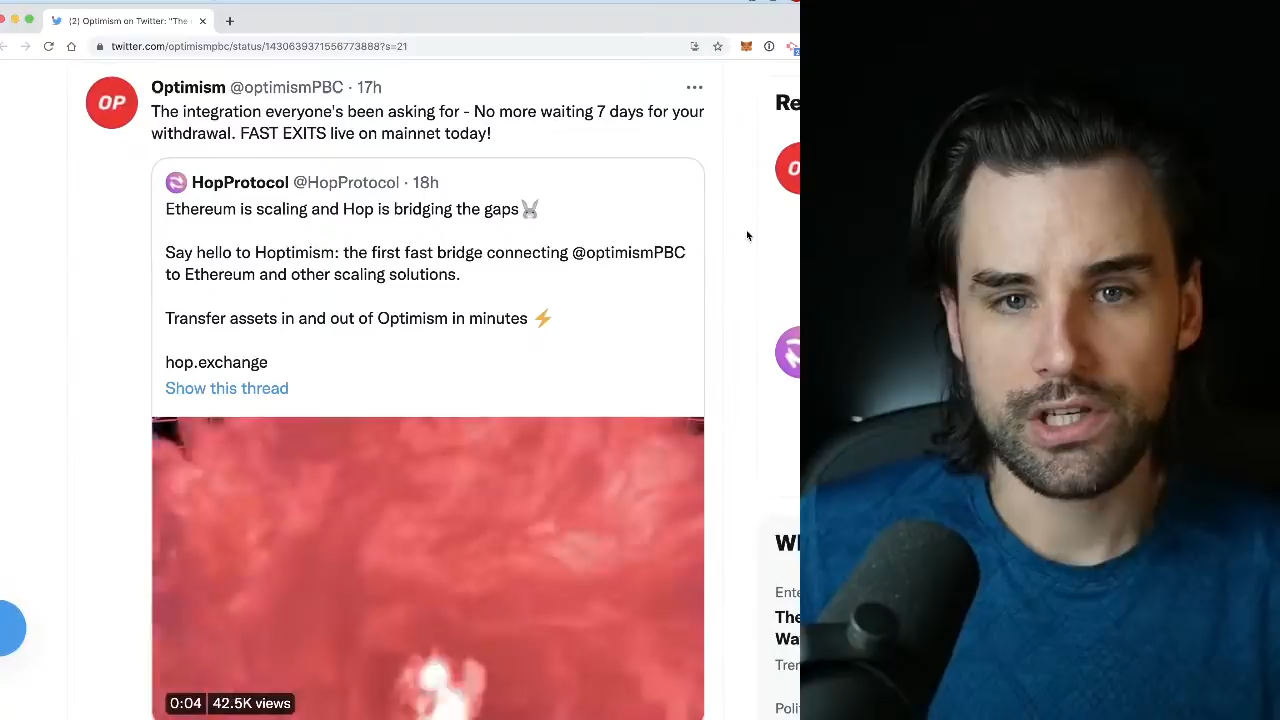 (2) Optimism on Twitter: "The
twitter.com/optimismpbc/status/1430639371556773888?s=21
OP
Optimism @optimismPBC · 17h
The integration everyone's been asking for - No more waiting 7 days for your
withdrawal. FAST EXITS live on mainnet today!
HopProtocol @HopProtocol · 18h
Ethereum is scaling and Hop is bridging the gaps🐰
Say hello to Hoptimism: the first fast bridge connecting @optimismPBC
to Ethereum and other scaling solutions.
Transfer assets in and out of Optimism in minutes ⚡
hop.exchange
Show this thread
0:04 42.5K views
Re
O
Wh
Ente
The
Wa
Tren
Polit